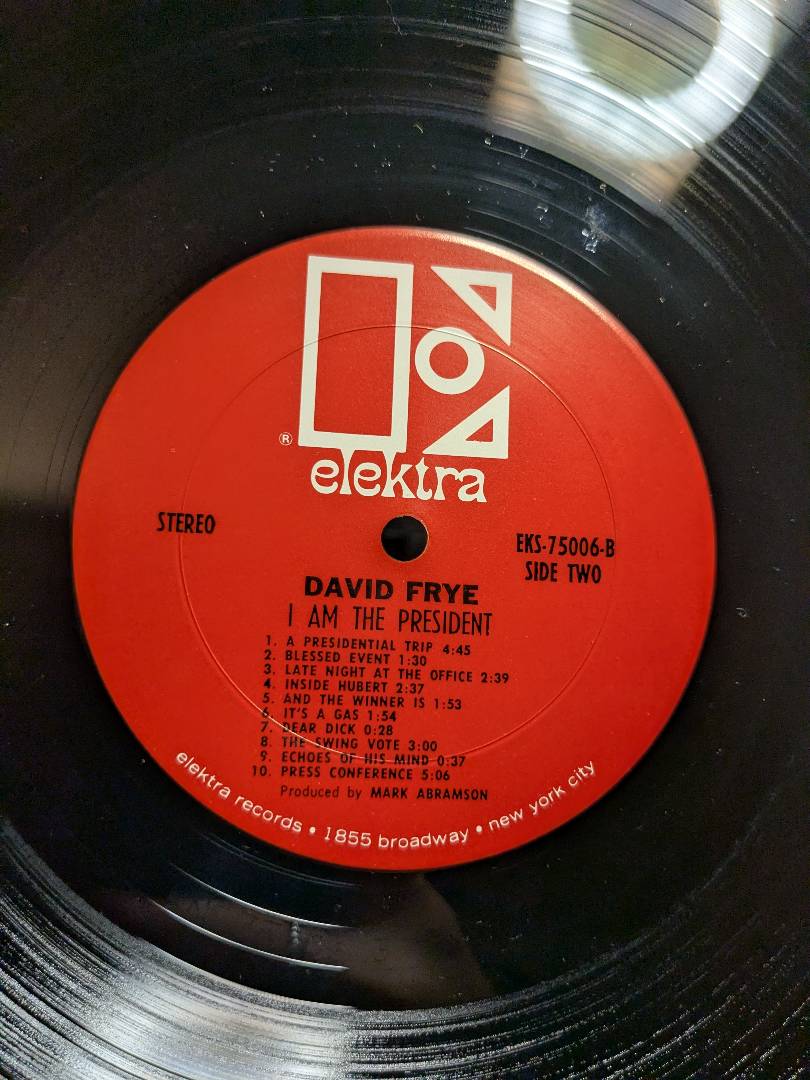 ®
elektra
STEREO
EKS-75006-B
SIDE TWO
DAVID FRYE
I AM THE PRESIDENT
1. A PRESIDENTIAL TRIP 4:45
2. BLESSED EVENT 1:30
3. LATE NIGHT AT THE OFFICE 2:39
4. INSIDE HUBERT 2:37
5. AND THE WINNER IS 1:53
6. IT'S A GAS 1:54
7. DEAR DICK 0:28
8. THE SWING VOTE 3:00
9. ECHOES OF HIS MIND 0:37
10. PRESS CONFERENCE 5:06
Produced by MARK ABRAMSON
elektra records • 1855 broadway • new york city